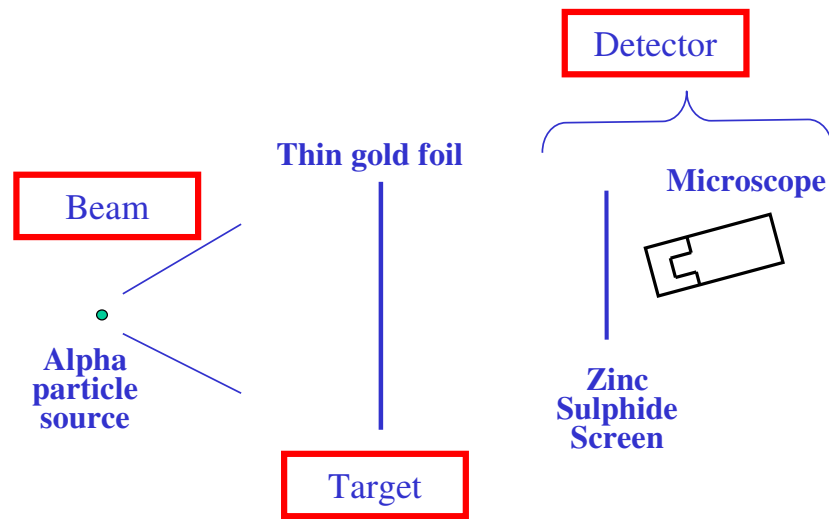 Detector
Thin gold foil
Microscope
Beam
Alpha
particle
source
Zinc
Sulphide
Screen
Target